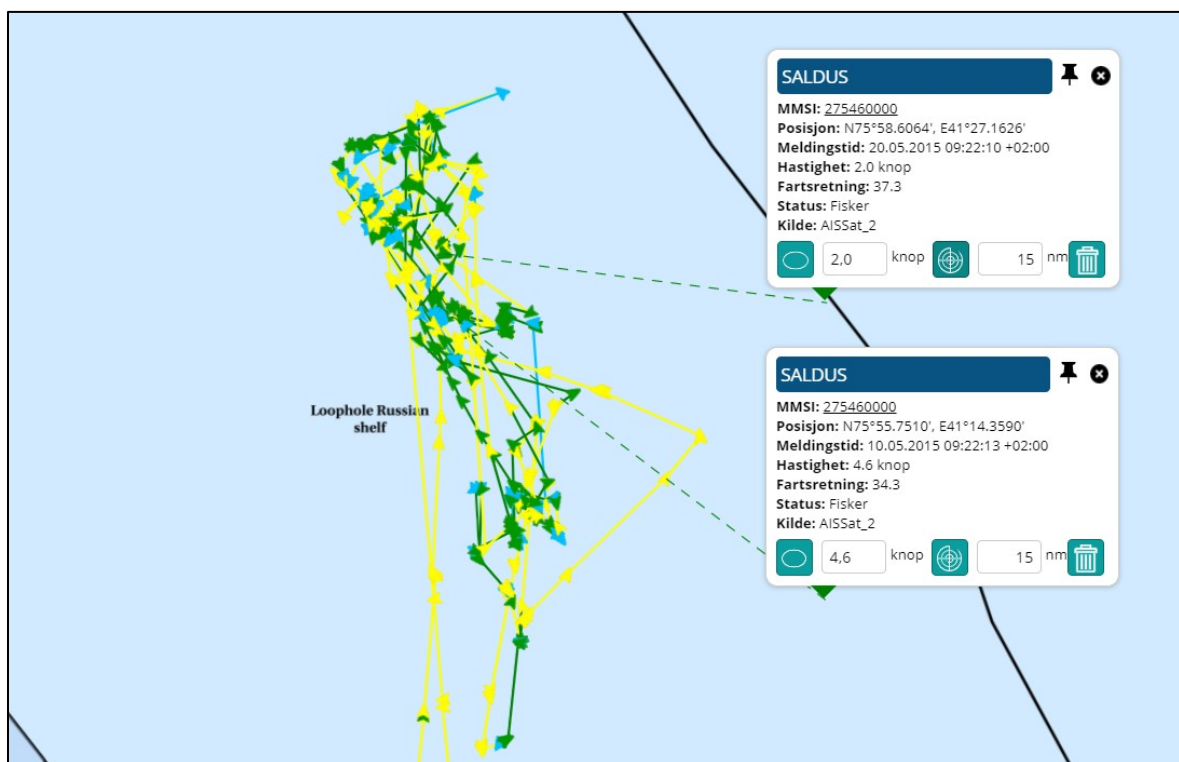 SALDUS
MMSI: 275460000
Posisjon: N75°58.6064', E41°27.1626'
Meldingstid: 20.05.2015 09:22:10 +02:00
Hastighet: 2.0 knop
Fartsretning: 37.3
Status: Fisker
Kilde: AISSat_2
2,0 knop 15 nm
SALDUS
MMSI: 275460000
Posisjon: N75°55.7510', E41°14.3590'
Meldingstid: 10.05.2015 09:22:13 +02:00
Hastighet: 4.6 knop
Fartsretning: 34.3
Status: Fisker
Kilde: AISSat_2
4,6 knop 15 nm
Loophole Russian
shelf